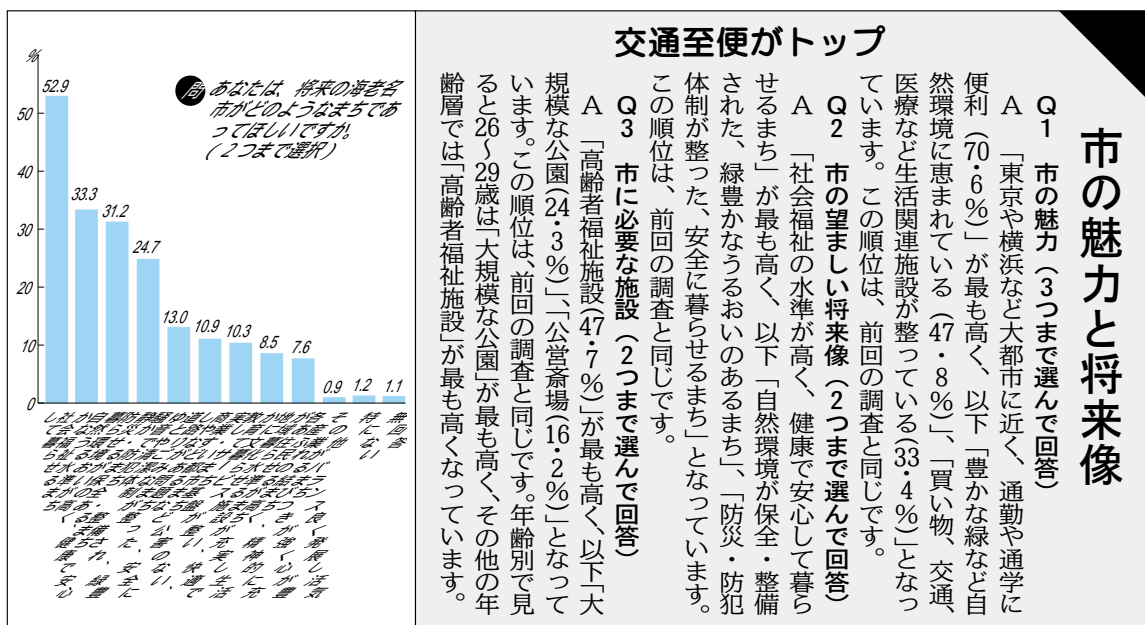 市の魅力と将来像
交通至便がトップ
Q1 市の魅力（3つまで選んで回答）
A 「東京や横浜など大都市に近く、通勤や通学に
便利（70・6％）」が最も高く、以下「豊かな緑など自
然環境に恵まれている（47・8％）」、「買い物、交通、
医療など生活関連施設が整っている（33・4％）」となっ
ています。この順位は、前回の調査と同じです。
Q2 市の望ましい将来像（2つまで選んで回答）
A 「社会福祉の水準が高く、健康で安心して暮ら
せるまち」が最も高く、以下「自然環境が保全・整備
された、緑豊かなうるおいのあるまち」、「防災・防犯
体制が整った、安全に暮らせるまち」となっています。
この順位は、前回の調査と同じです。
Q3 市に必要な施設（2つまで選んで回答）
A 「高齢者福祉施設（47・7％）」が最も高く、以下「大
規模な公園（24・3％）」、「公営斎場（16・2％）」となって
います。この順位は、前回の調査と同じです。年齢別で見
ると26〜29歳は「大規模な公園」が最も高く、その他の年
齢層では「高齢者福祉施設」が最も高くなっています。
問 あなたは、将来の海老名
市がどのようなまちであ
ってほしいですか。
（2つまで選択）
%
50
40
30
20
10
0
52.9
33.3
31.2
24.7
13.0
10.9
10.3
8.5
7.6
0.9
1.2
1.1
その他
特にない
無回答